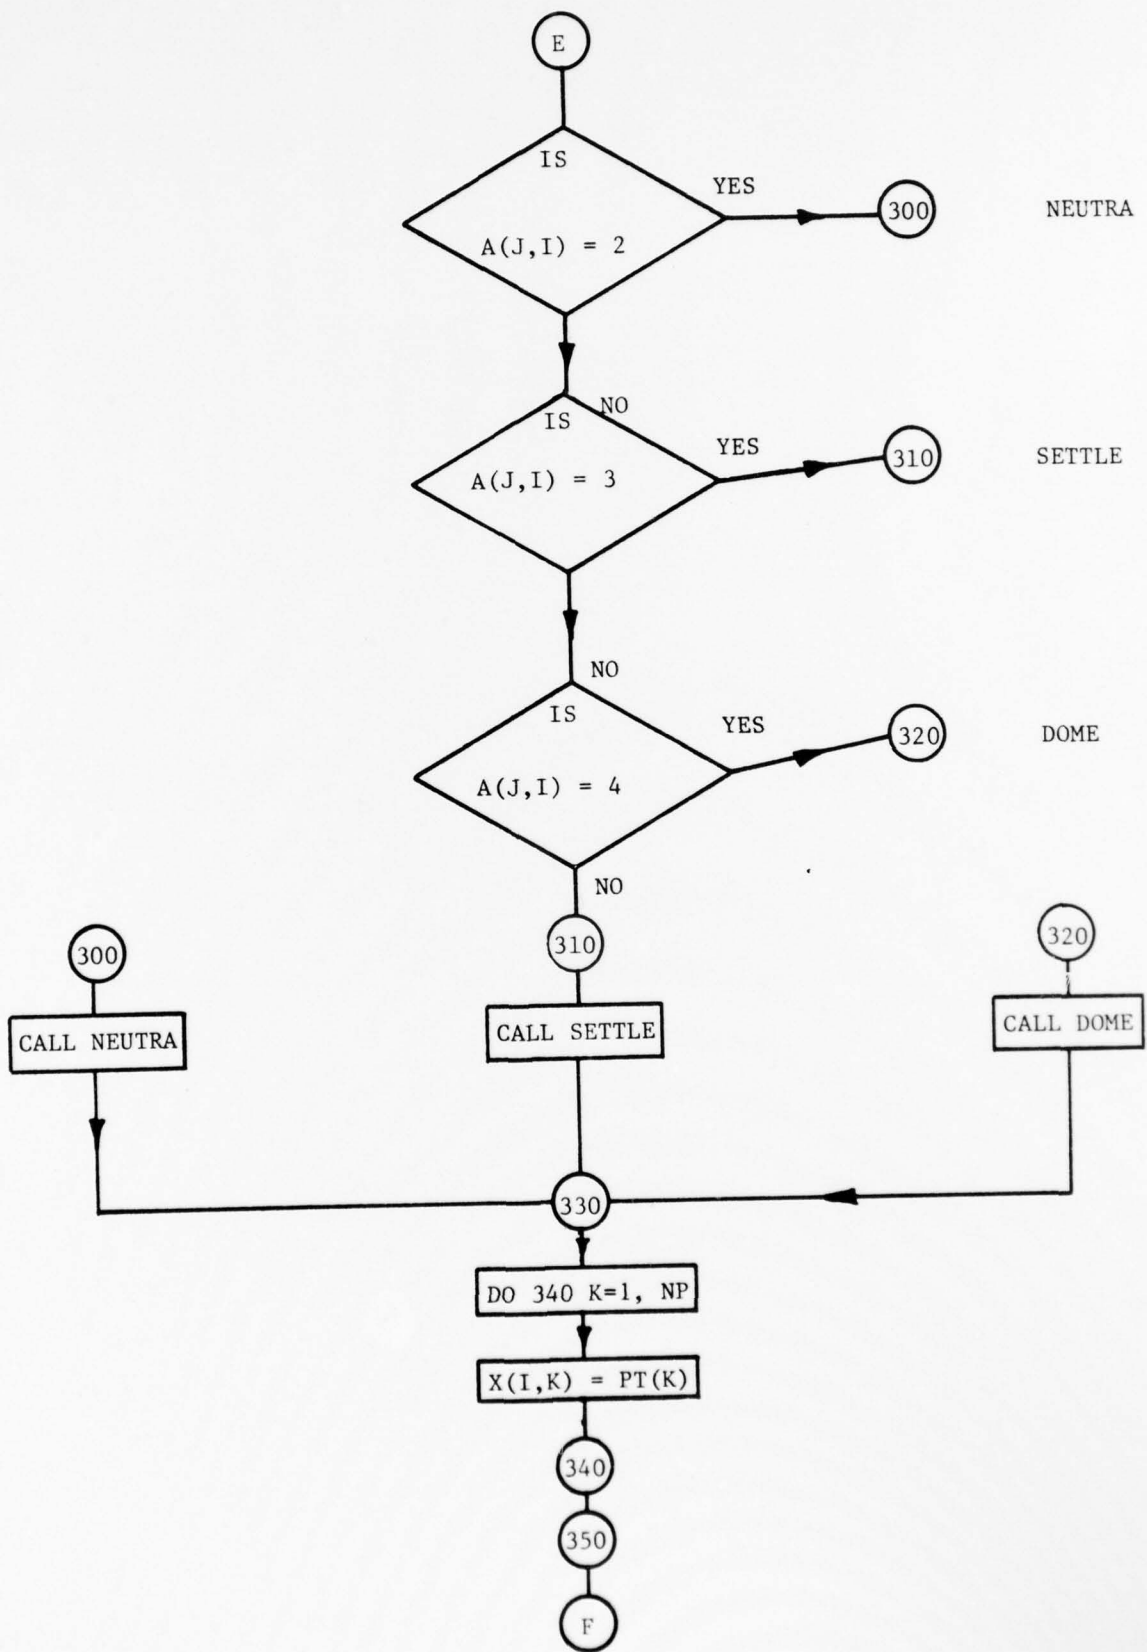 E
IS
A(J,I) = 2
YES
300
NEUTRA
NO
IS
A(J,I) = 3
YES
310
SETTLE
NO
IS
A(J,I) = 4
YES
320
DOME
NO
300
310
320
CALL NEUTRA
CALL SETTLE
CALL DOME
330
DO 340 K=1, NP
X(I,K) = PT(K)
340
350
F